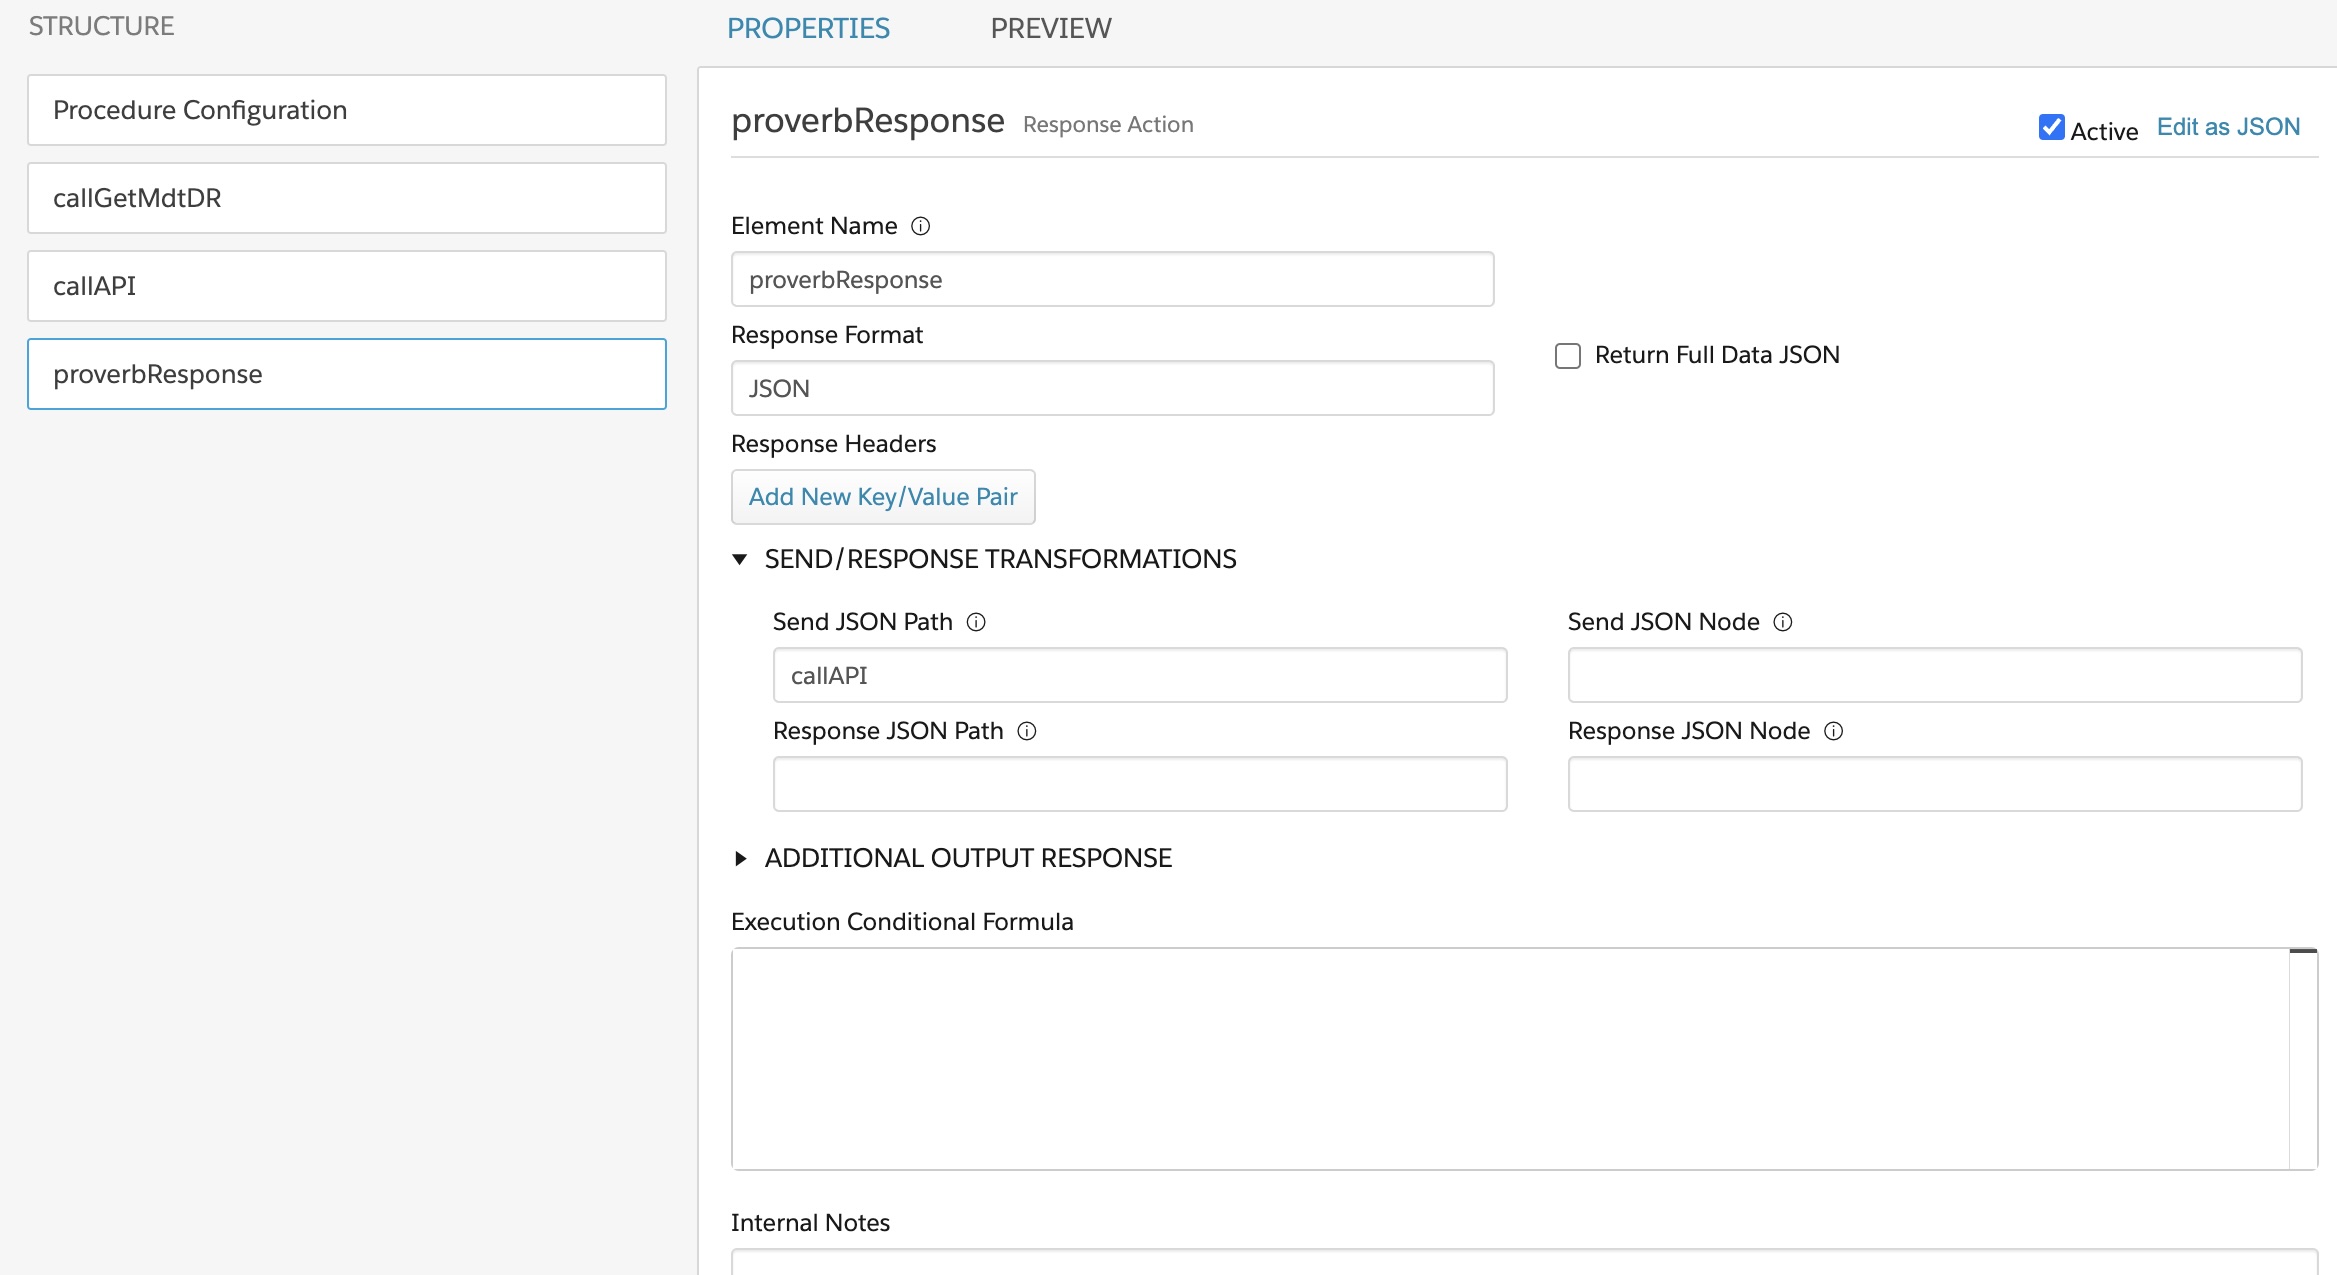 STRUCTURE
Procedure Configuration
callGetMdtDR
callAPI
proverbResponse
PROPERTIES PREVIEW
proverbResponse Response Action
Active Edit as JSON
Element Name
proverbResponse
Response Format
JSON
Return Full Data JSON
Response Headers
Add New Key/Value Pair
SEND/RESPONSE TRANSFORMATIONS
Send JSON Path
callAPI
Send JSON Node
Response JSON Path
Response JSON Node
ADDITIONAL OUTPUT RESPONSE
Execution Conditional Formula
Internal Notes